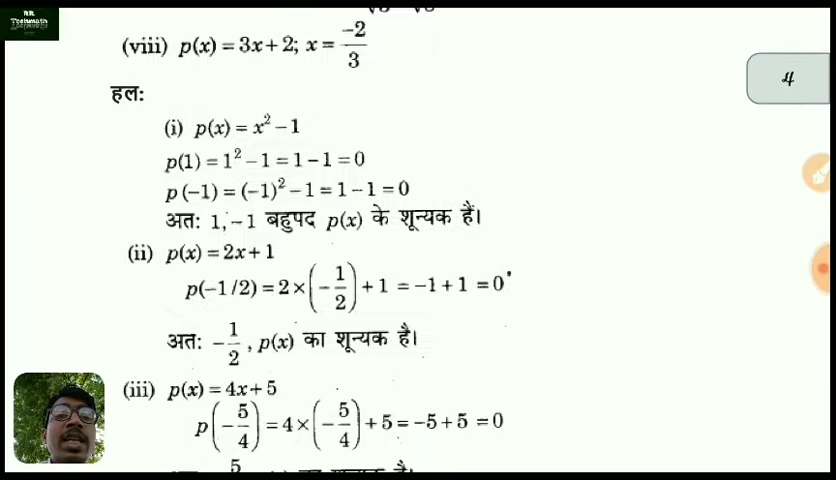 Techmath
(viii) p(x) = 3x + 2; x = -2/3
4
हल:
(i) p(x) = x² − 1
p(1) = 1² − 1 = 1 − 1 = 0
p (−1) = (−1)² − 1 = 1 − 1 = 0
अतः 1, −1 बहुपद p(x) के शून्यक हैं।
(ii) p(x) = 2x + 1
p(−1/2) = 2 × (−1/2) + 1 = −1 + 1 = 0
अतः −1/2, p(x) का शून्यक है।
(iii) p(x) = 4x + 5
p(−5/4) = 4 × (−5/4) + 5 = −5 + 5 = 0
5